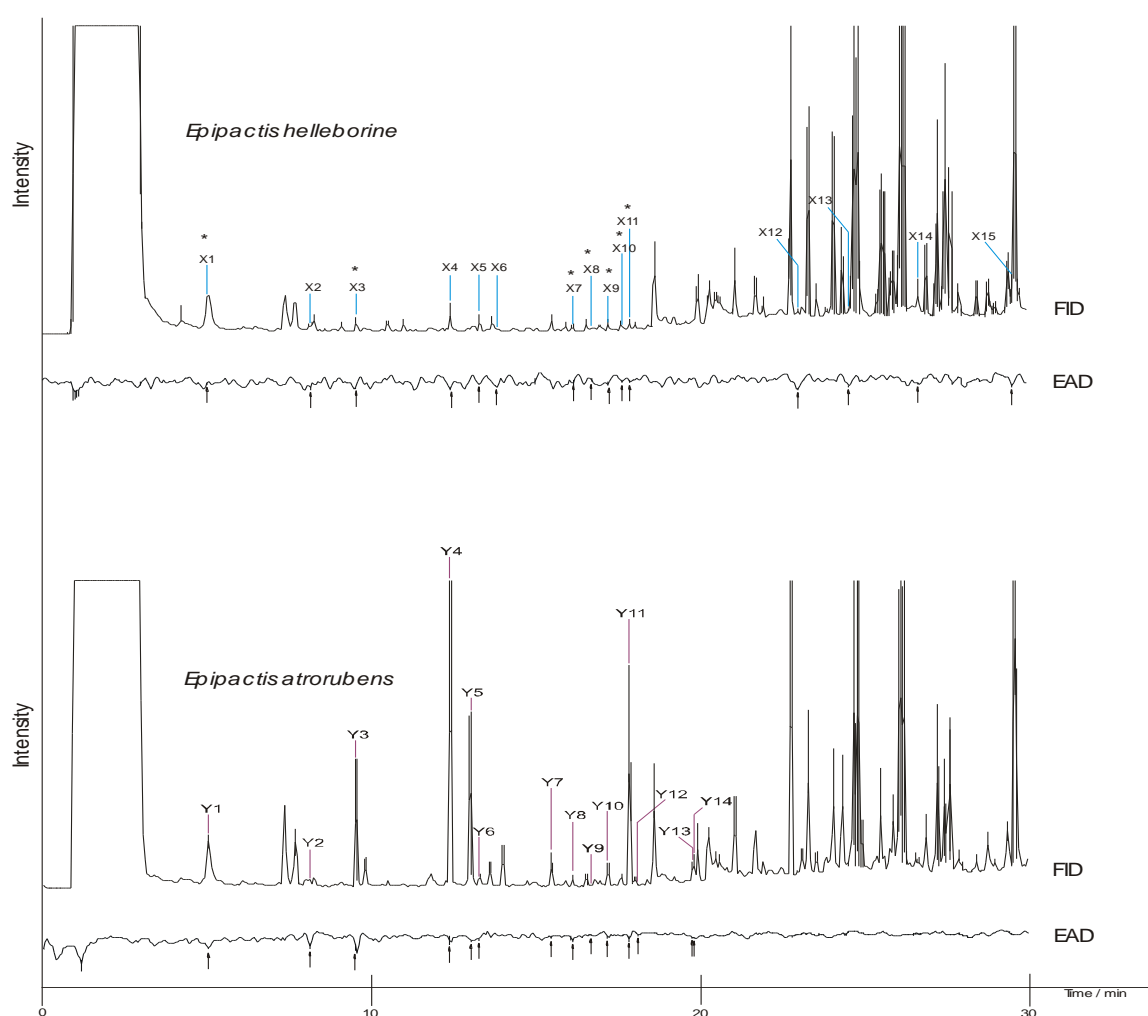 Intensity
Epipactis helleborine
*
X1
X2
*
X3
X4
X5
X6
*
X7
*
X8
*
X9
*
X10
*
X11
X12
X13
X14
X15
FID
EAD
Intensity
Epipactis atrorubens
Y1
Y2
Y3
Y4
Y5
Y6
Y7
Y8
Y9
Y10
Y11
Y12
Y13
Y14
FID
EAD
Time / min
0
10
20
30